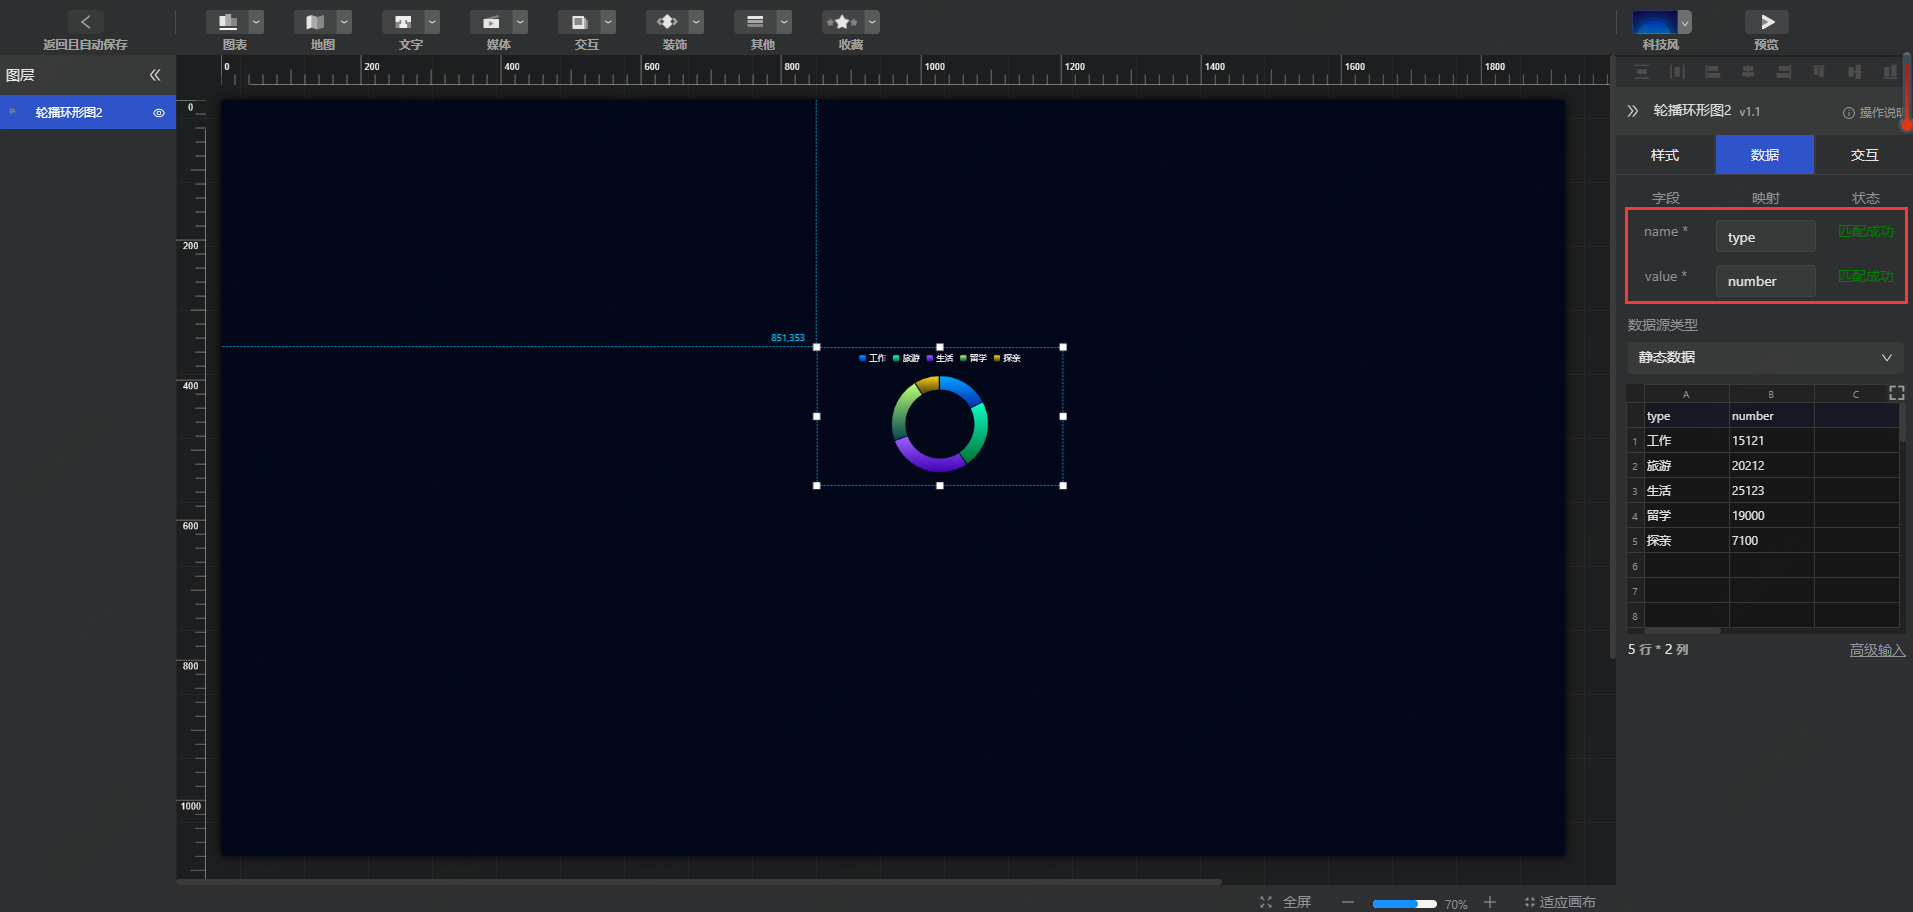 返回且自动保存
图表
地图
文字
媒体
交互
装饰
其他
收藏
科技风
预览
图层
轮播环形图2
0
200
400
600
800
1000
1200
1400
1600
1800
0
200
400
600
800
1000
851,353
工作 旅游 生活 留学 探亲
轮播环形图2 v1.1
操作说明
样式
数据
交互
字段 映射 状态
name * type 匹配成功
value * number 匹配成功
数据源类型
静态数据
A B C
type number
1 工作 15121
2 旅游 20212
3 生活 25123
4 留学 19000
5 探亲 7100
6
7
8
5 行 * 2 列
高级输入
全屏
70%
适应画布